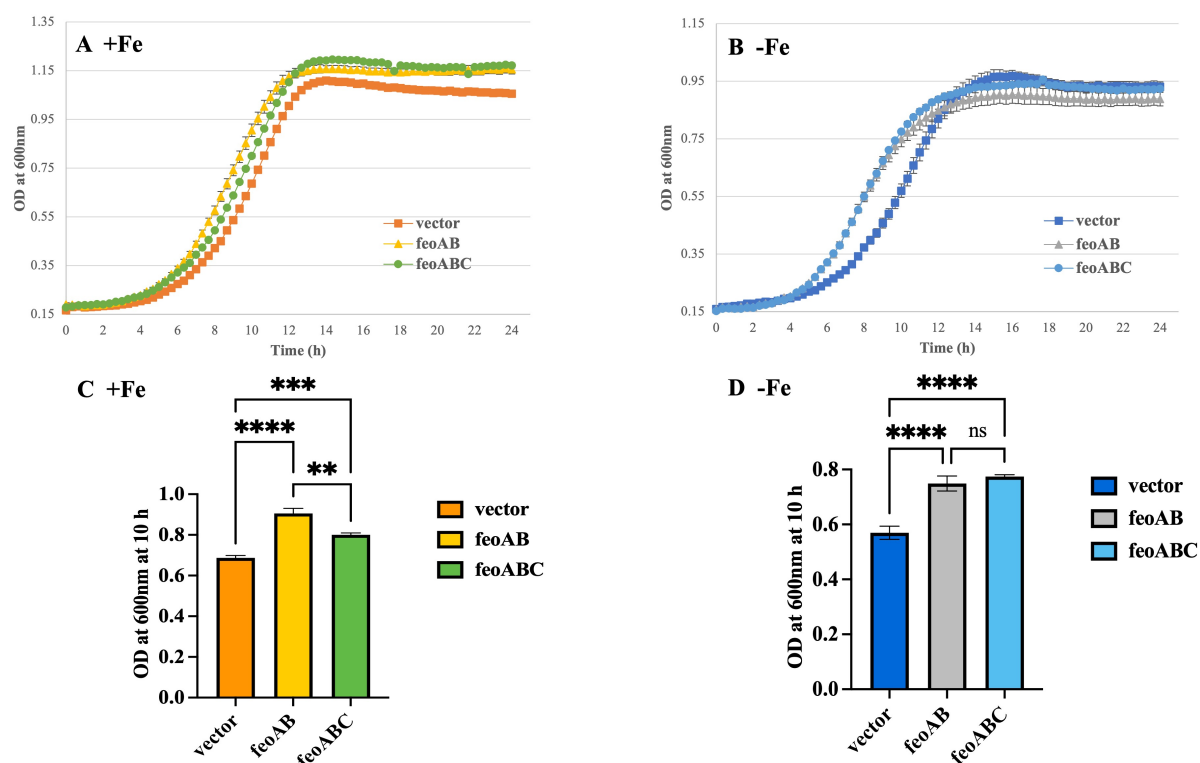 A +Fe
1.35
1.15
0.95
0.75
0.55
0.35
0.15
OD at 600nm
0 2 4 6 8 10 12 14 16 18 20 22 24
Time (h)
vector
feoAB
feoABC
B -Fe
1.15
0.95
0.75
0.55
0.35
0.15
OD at 600nm
0 2 4 6 8 10 12 14 16 18 20 22 24
Time (h)
vector
feoAB
feoABC
C +Fe
***
****
**
1.0
0.8
0.6
0.4
0.2
0.0
OD at 600nm at 10 h
vector
feoAB
feoABC
vector
feoAB
feoABC
D -Fe
****
**** ns
0.8
0.6
0.4
0.2
0.0
OD at 600nm at 10 h
vector
feoAB
feoABC
vector
feoAB
feoABC